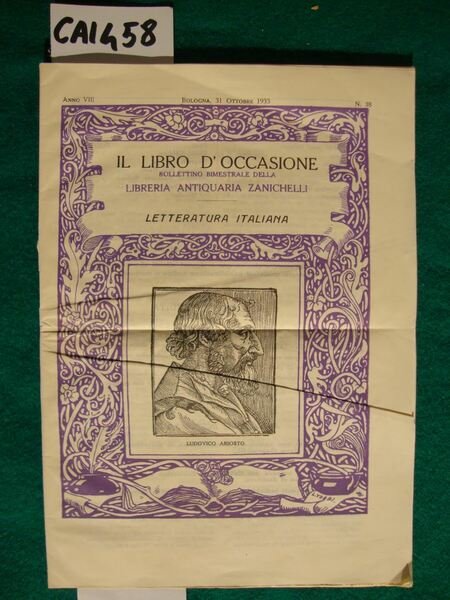 CA1458
Anno VIII Bologna, 31 Ottobre 1933 N. 38
IL LIBRO D'OCCASIONE
BOLLETTINO BIMESTRALE DELLA
LIBRERIA ANTIQUARIA ZANICHELLI
LETTERATURA ITALIANA
LUDOVICO ARIOSTO